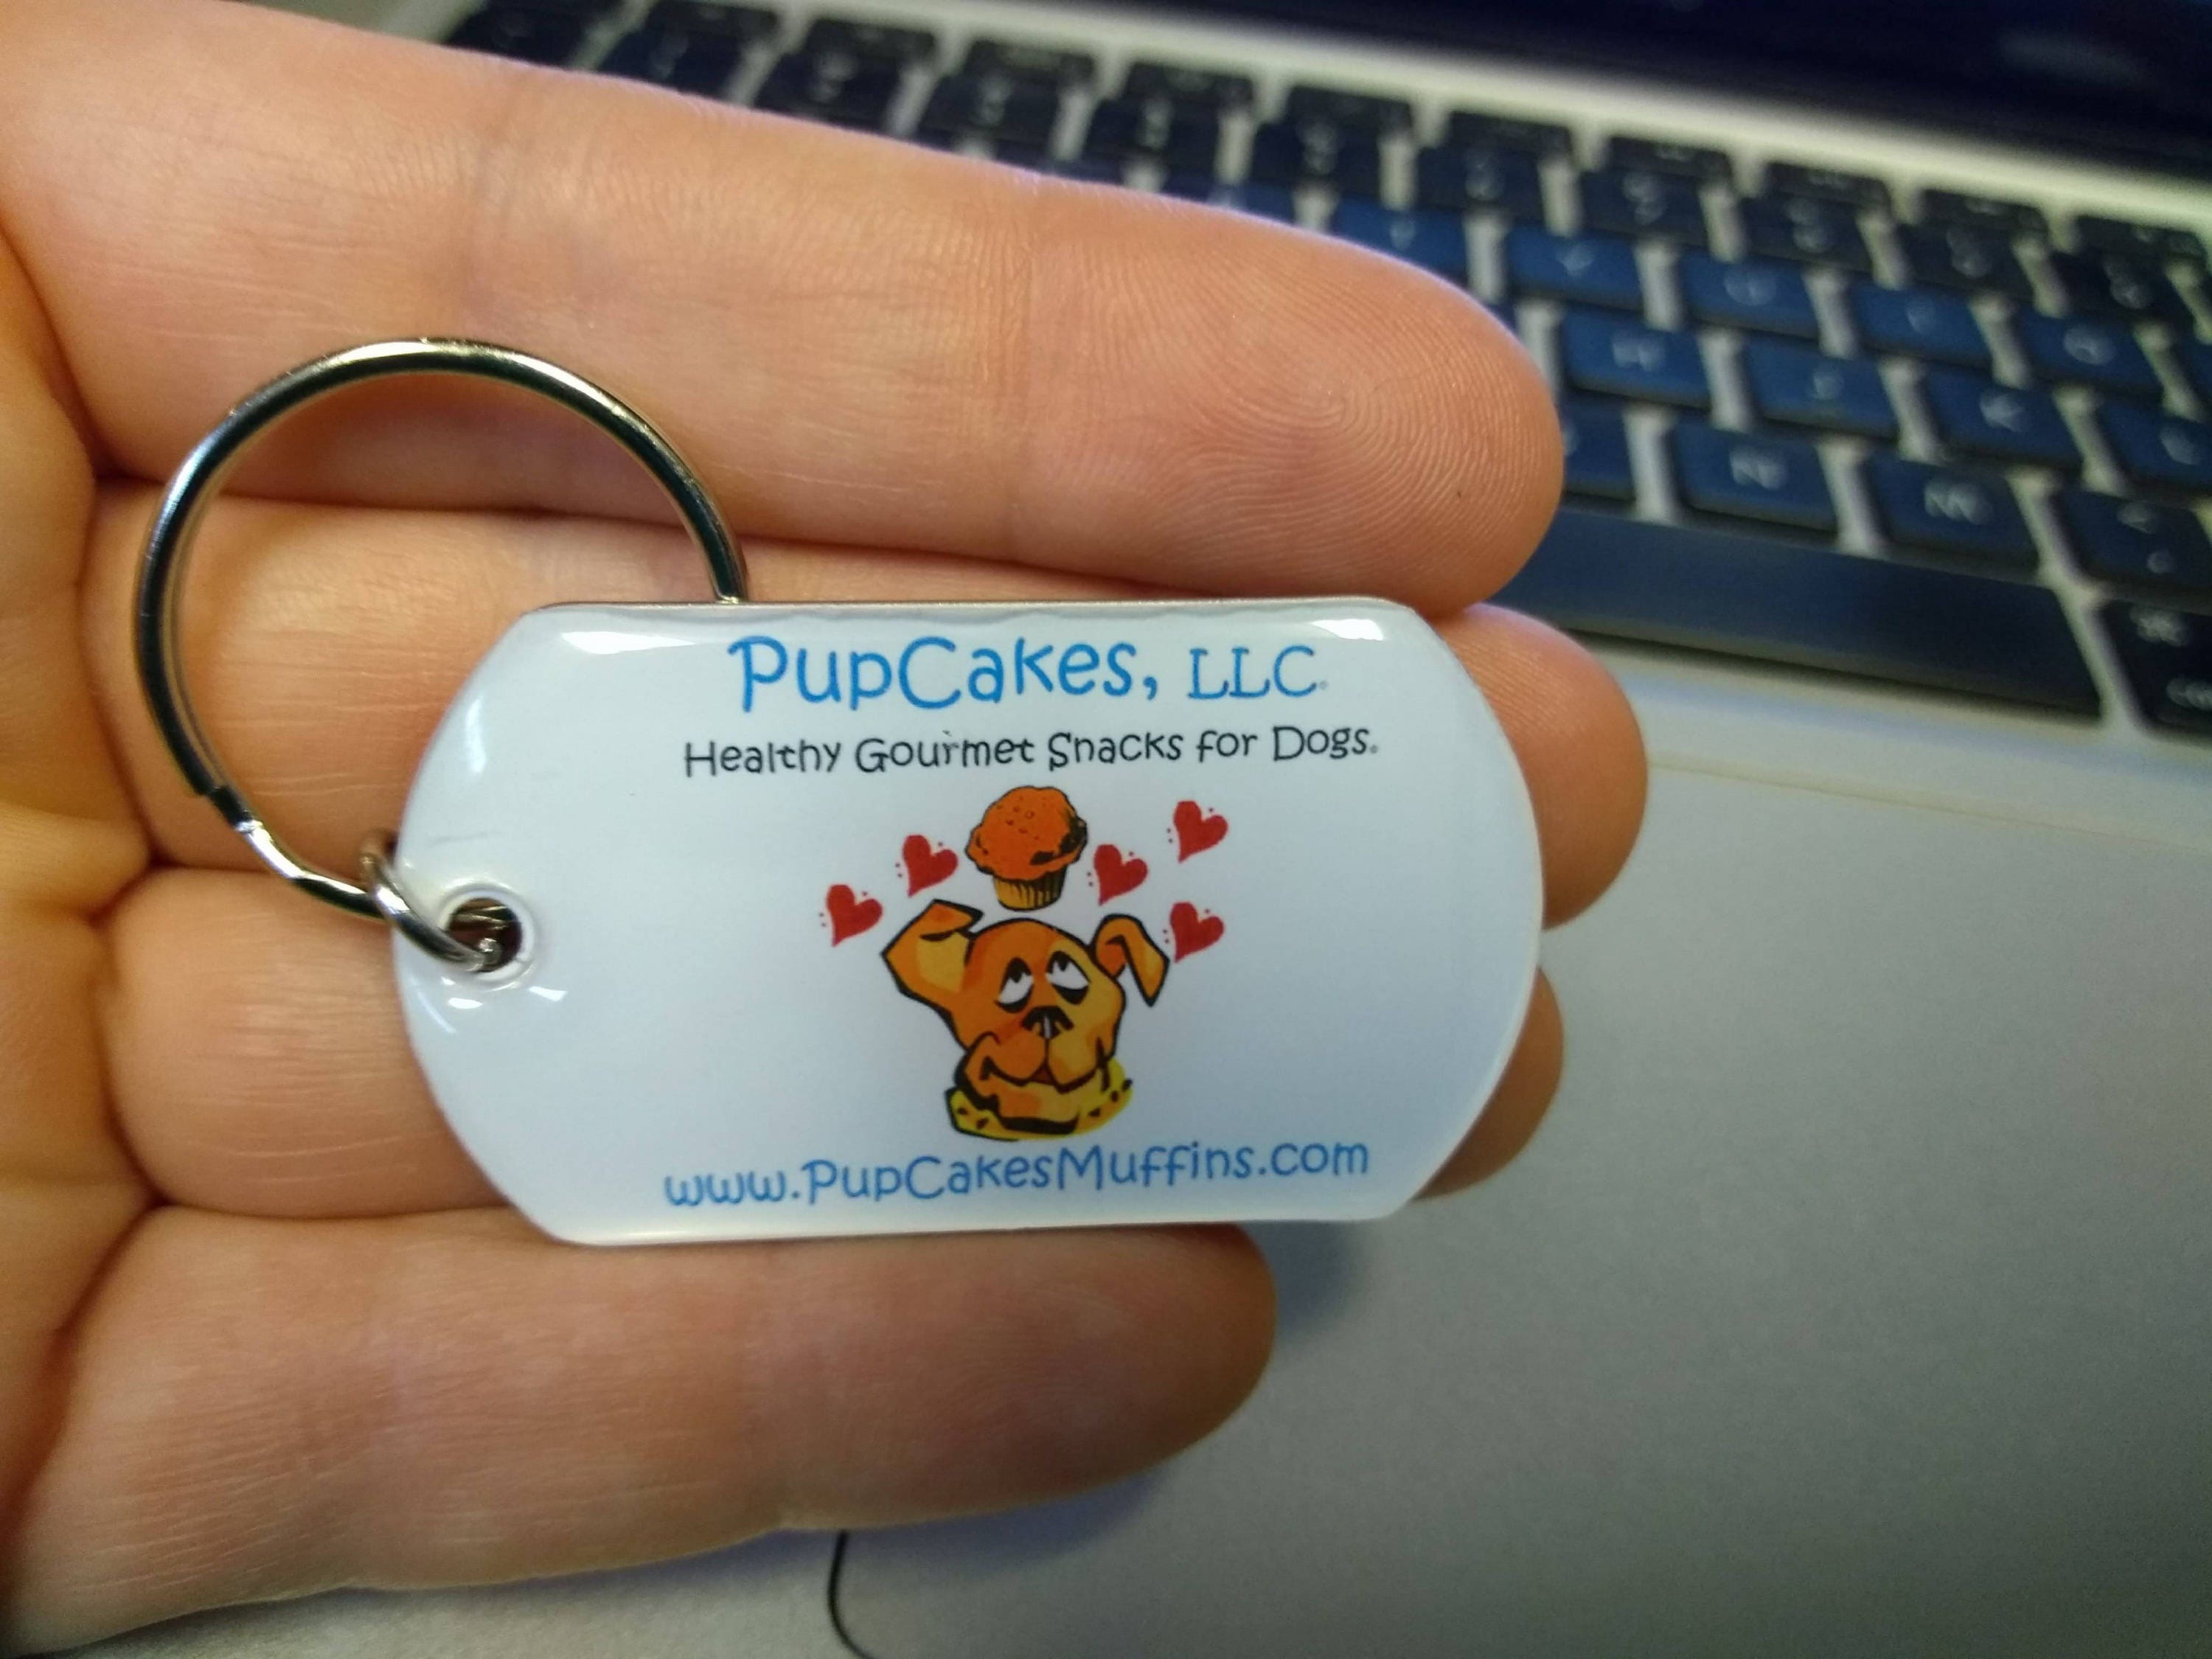 PupCakes, LLC.
Healthy Gourmet Snacks for Dogs.
www.PupCakesMuffins.com